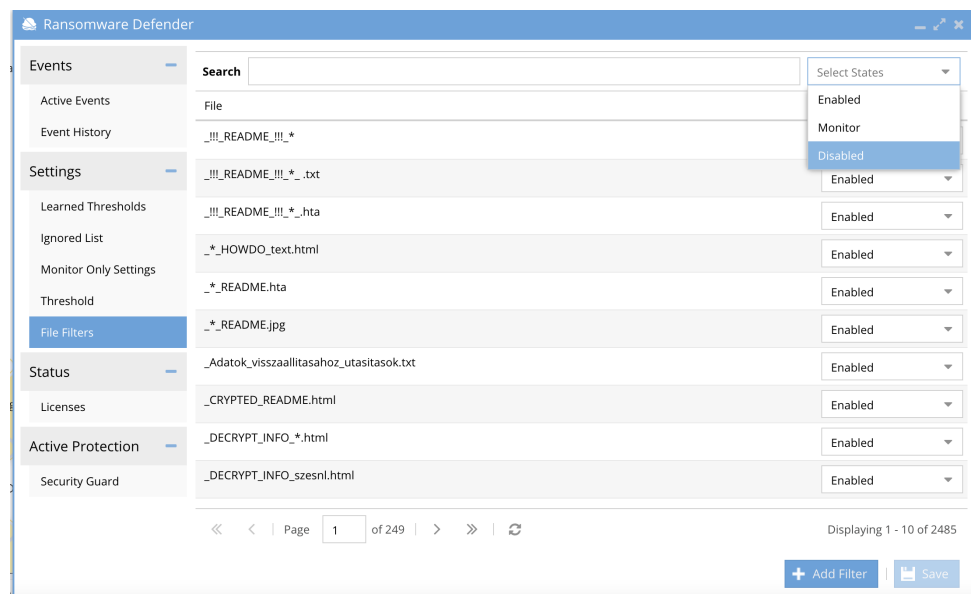 Ransomware Defender
Events
Active Events
Event History
Settings
Learned Thresholds
Ignored List
Monitor Only Settings
Threshold
File Filters
Status
Licenses
Active Protection
Security Guard
Search
Select States
Enabled
Monitor
Disabled
File
_!!!_README_!!!_*
_!!!_README_!!!_*_ .txt Enabled
_!!!_README_!!!_*_.hta Enabled
_*_HOWDO_text.html Enabled
_*_README.hta Enabled
_*_README.jpg Enabled
_Adatok_visszaallitasahoz_utasitasok.txt Enabled
_CRYPTED_README.html Enabled
_DECRYPT_INFO_*.html Enabled
_DECRYPT_INFO_szesnl.html Enabled
Page 1 of 249
Displaying 1 - 10 of 2485
Add Filter
Save